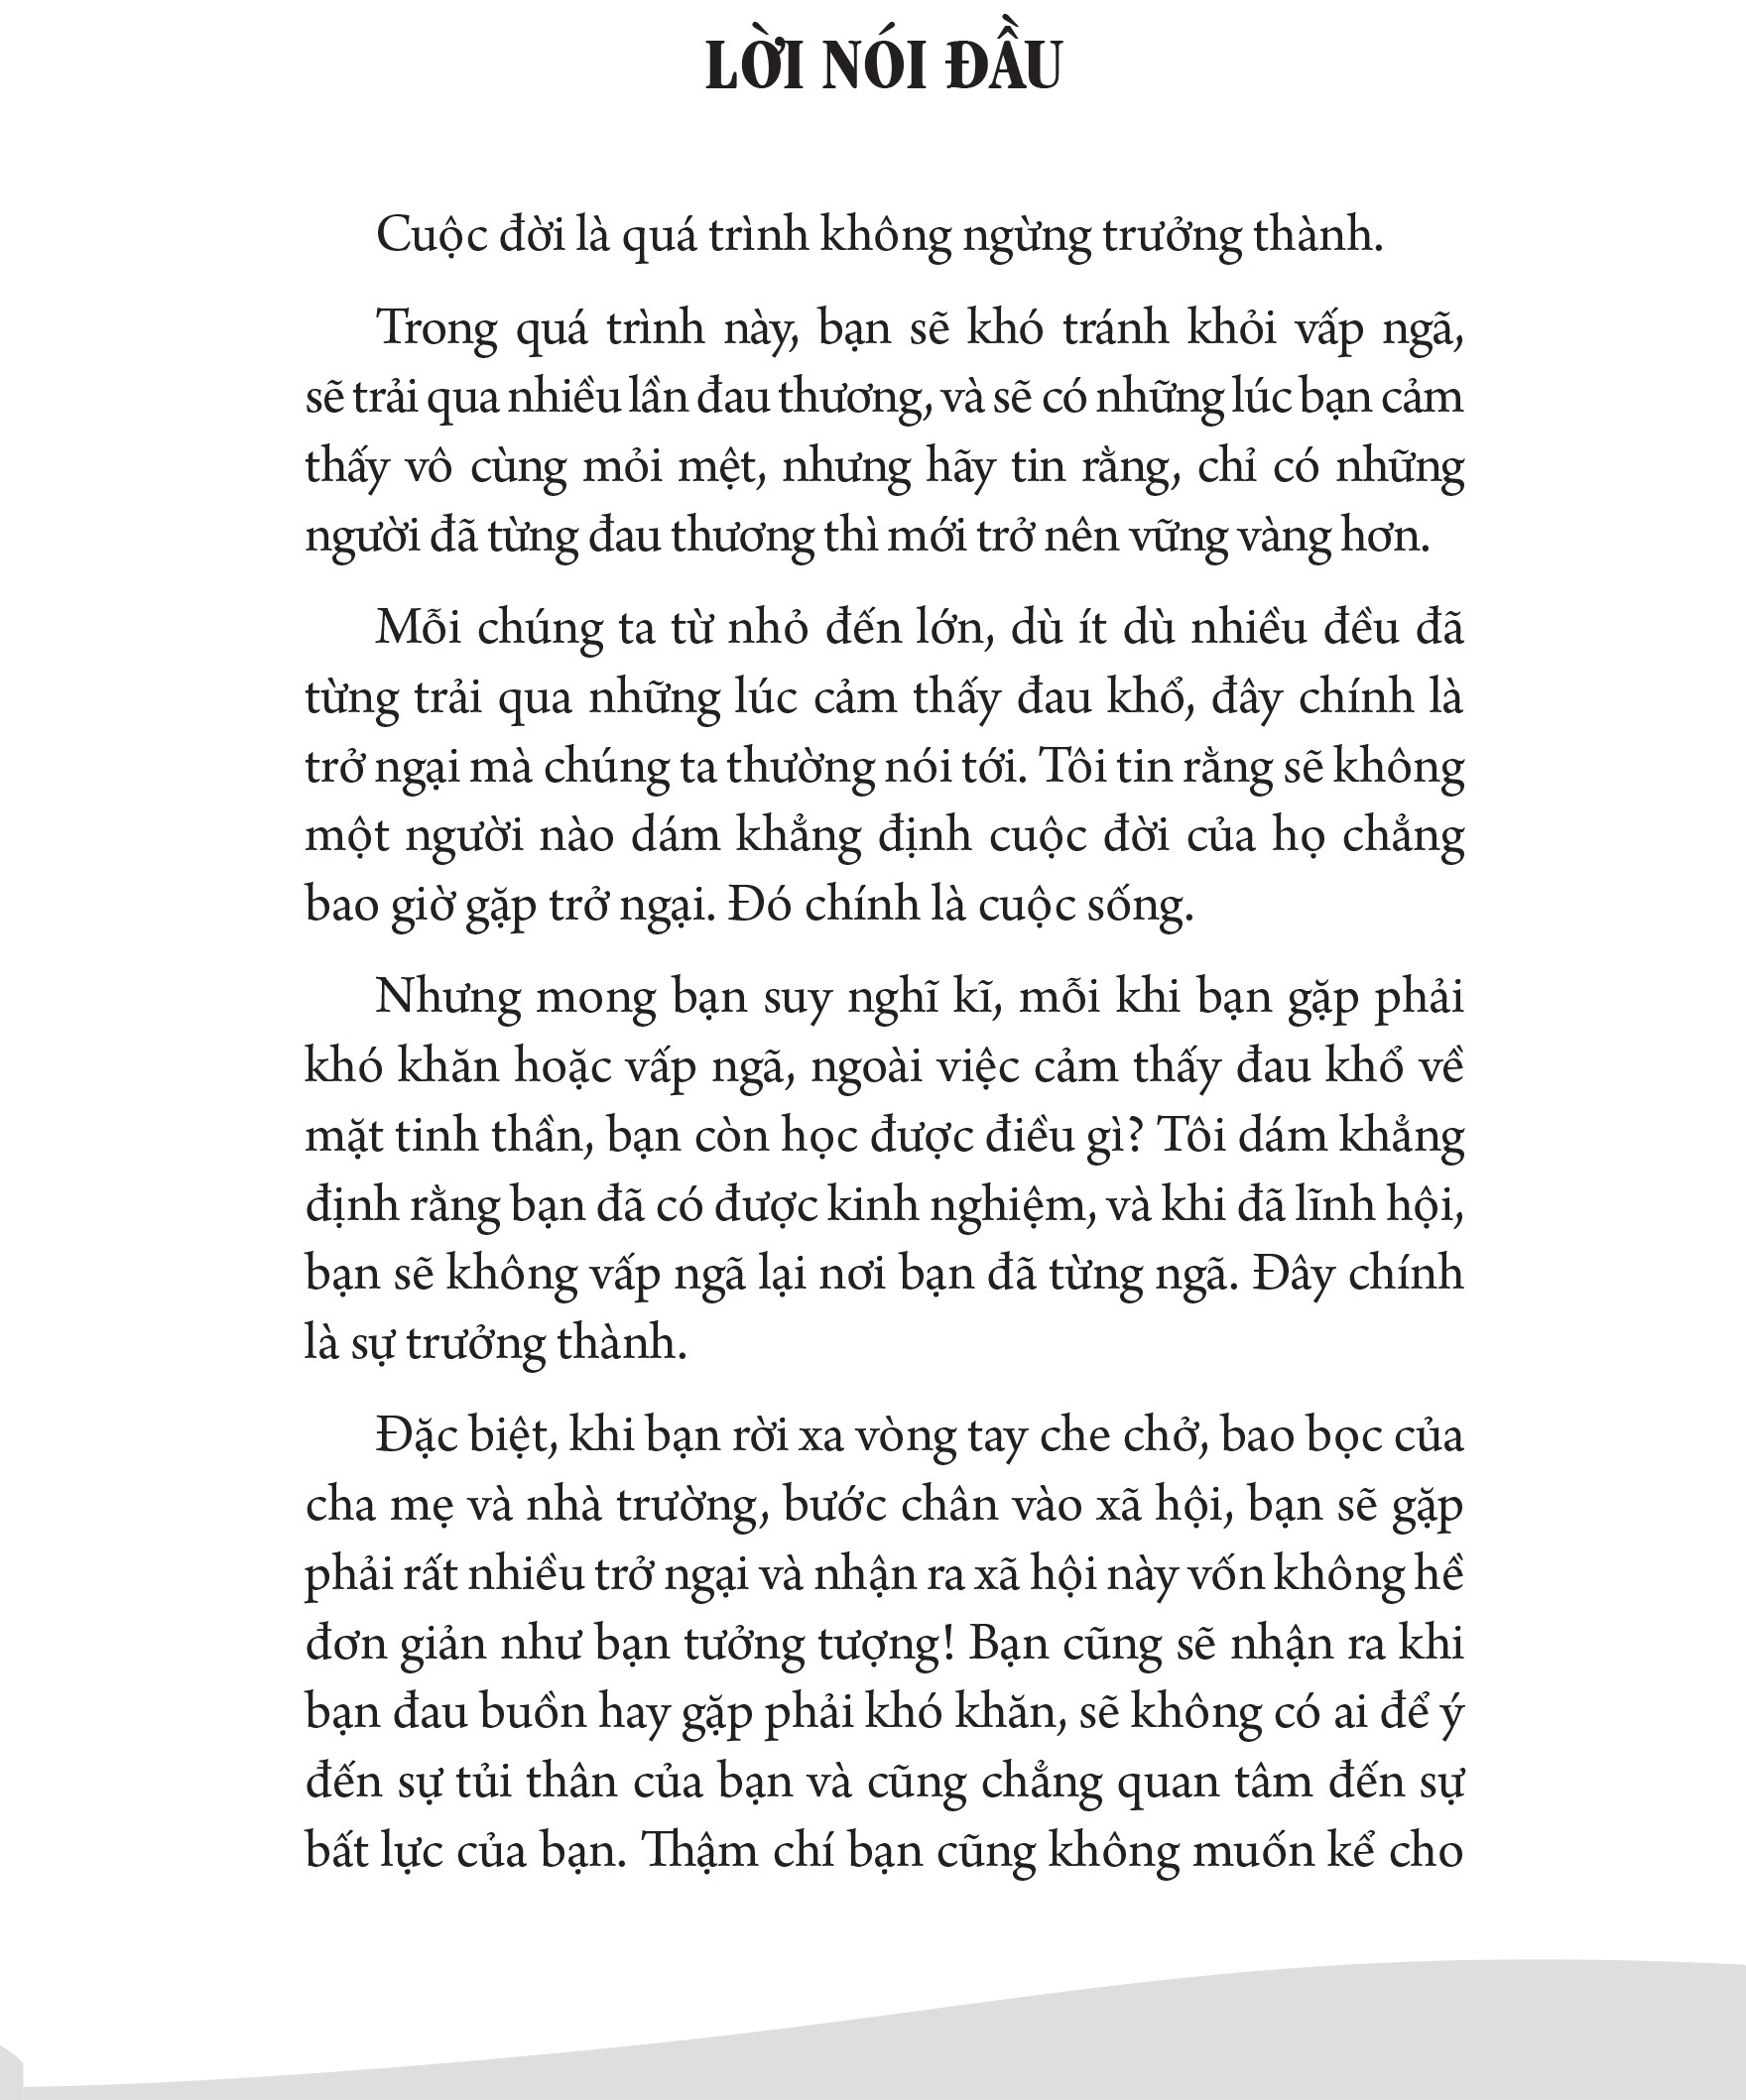 LỜI NÓI ĐẦU
Cuộc đời là quá trình không ngừng trưởng thành.
Trong quá trình này, bạn sẽ khó tránh khỏi vấp ngã,
sẽ trải qua nhiều lần đau thương, và sẽ có những lúc bạn cảm
thấy vô cùng mỏi mệt, nhưng hãy tin rằng, chỉ có những
người đã từng đau thương thì mới trở nên vững vàng hơn.
Mỗi chúng ta từ nhỏ đến lớn, dù ít dù nhiều đều đã
từng trải qua những lúc cảm thấy đau khổ, đây chính là
trở ngại mà chúng ta thường nói tới. Tôi tin rằng sẽ không
một người nào dám khẳng định cuộc đời của họ chẳng
bao giờ gặp trở ngại. Đó chính là cuộc sống.
Nhưng mong bạn suy nghĩ kĩ, mỗi khi bạn gặp phải
khó khăn hoặc vấp ngã, ngoài việc cảm thấy đau khổ về
mặt tinh thần, bạn còn học được điều gì? Tôi dám khẳng
định rằng bạn đã có được kinh nghiệm, và khi đã lĩnh hội,
bạn sẽ không vấp ngã lại nơi bạn đã từng ngã. Đây chính
là sự trưởng thành.
Đặc biệt, khi bạn rời xa vòng tay che chở, bao bọc của
cha mẹ và nhà trường, bước chân vào xã hội, bạn sẽ gặp
phải rất nhiều trở ngại và nhận ra xã hội này vốn không hề
đơn giản như bạn tưởng tượng! Bạn cũng sẽ nhận ra khi
bạn đau buồn hay gặp phải khó khăn, sẽ không có ai để ý
đến sự tủi thân của bạn và cũng chẳng quan tâm đến sự
bất lực của bạn. Thậm chí bạn cũng không muốn kể cho